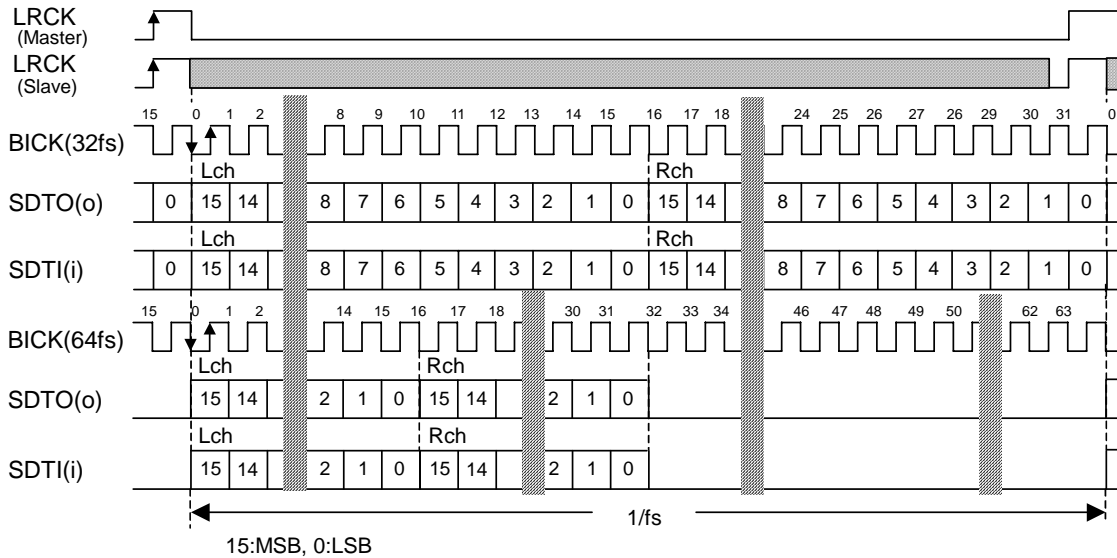 LRCK
(Master)
LRCK
(Slave)
15 0 1 2 8 9 10 11 12 13 14 15 16 17 18 24 25 26 27 26 29 30 31 0
BICK(32fs)
Lch Rch
SDTO(o) 0 15 14 8 7 6 5 4 3 2 1 0 15 14 8 7 6 5 4 3 2 1 0
Lch Rch
SDTI(i) 0 15 14 8 7 6 5 4 3 2 1 0 15 14 8 7 6 5 4 3 2 1 0
15 0 1 2 14 15 16 17 18 30 31 32 33 34 46 47 48 49 50 62 63
BICK(64fs)
Lch Rch
SDTO(o) 15 14 2 1 0 15 14 2 1 0
Lch Rch
SDTI(i) 15 14 2 1 0 15 14 2 1 0
1/fs
15:MSB, 0:LSB